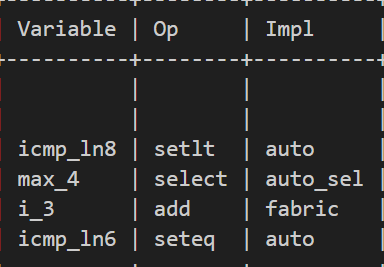 | Variable | Op | Impl |
+----------+--------+----------+
| | | |
| | | |
| icmp_ln8 | setlt | auto |
| max_4 | select | auto_sel |
| i_3 | add | fabric |
| icmp_ln6 | seteq | auto |